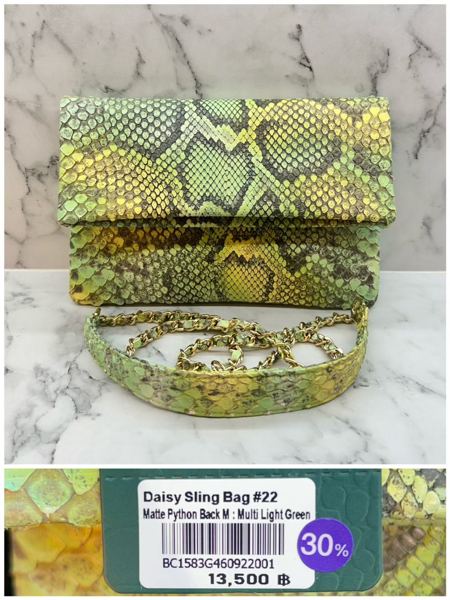 Daisy Sling Bag #22
Matte Python Back M : Multi Light Green
BC1583G460922001
13,500 ฿
30%